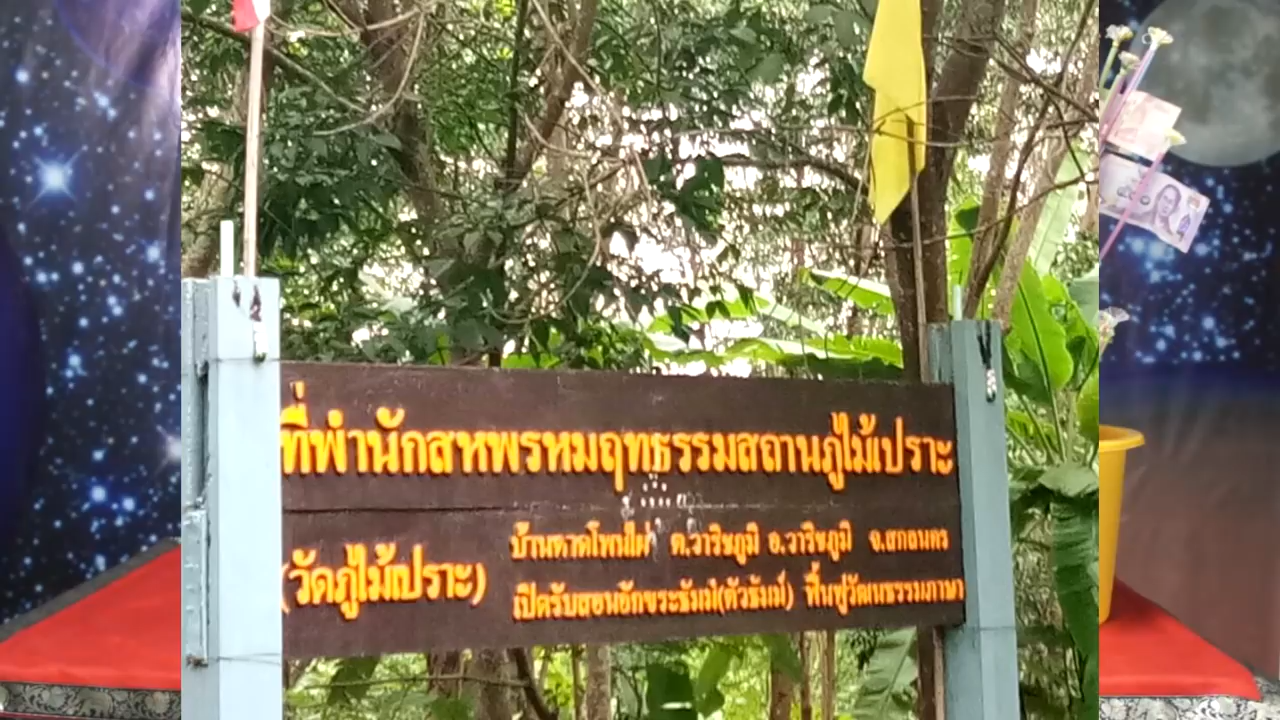 ที่พำนักสหพรหมฤทธูรรมสถานภูไม้เปราะ
(วัดภูไม้เปราะ)
บ้านตาดโพนไผ่ ต.วาริชภูมิ อ.วาริชภูมิ จ.สกลนคร
เปิดรับสอนอักขระธัมม์(ตัวธัมม์) ฟื้นฟูวัฒนธรรมภาษา